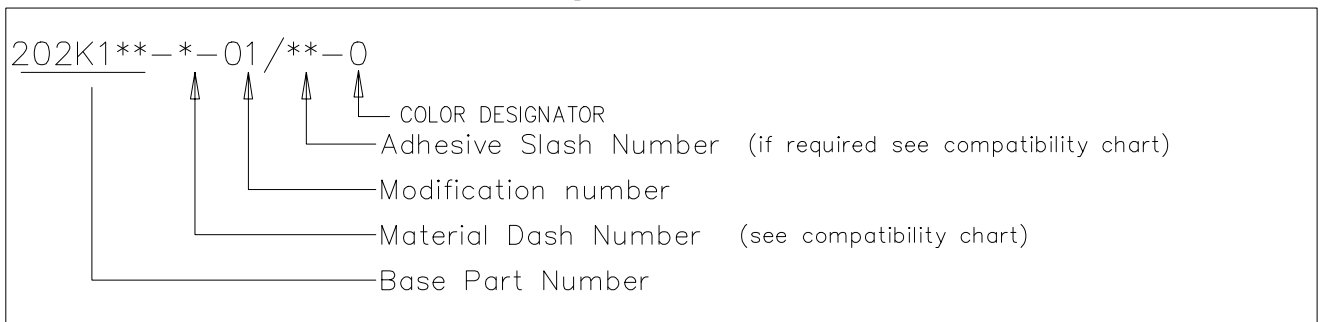 202K1**-*-01/**-0
COLOR DESIGNATOR
Adhesive Slash Number (if required see compatibility chart)
Modification number
Material Dash Number (see compatibility chart)
Base Part Number